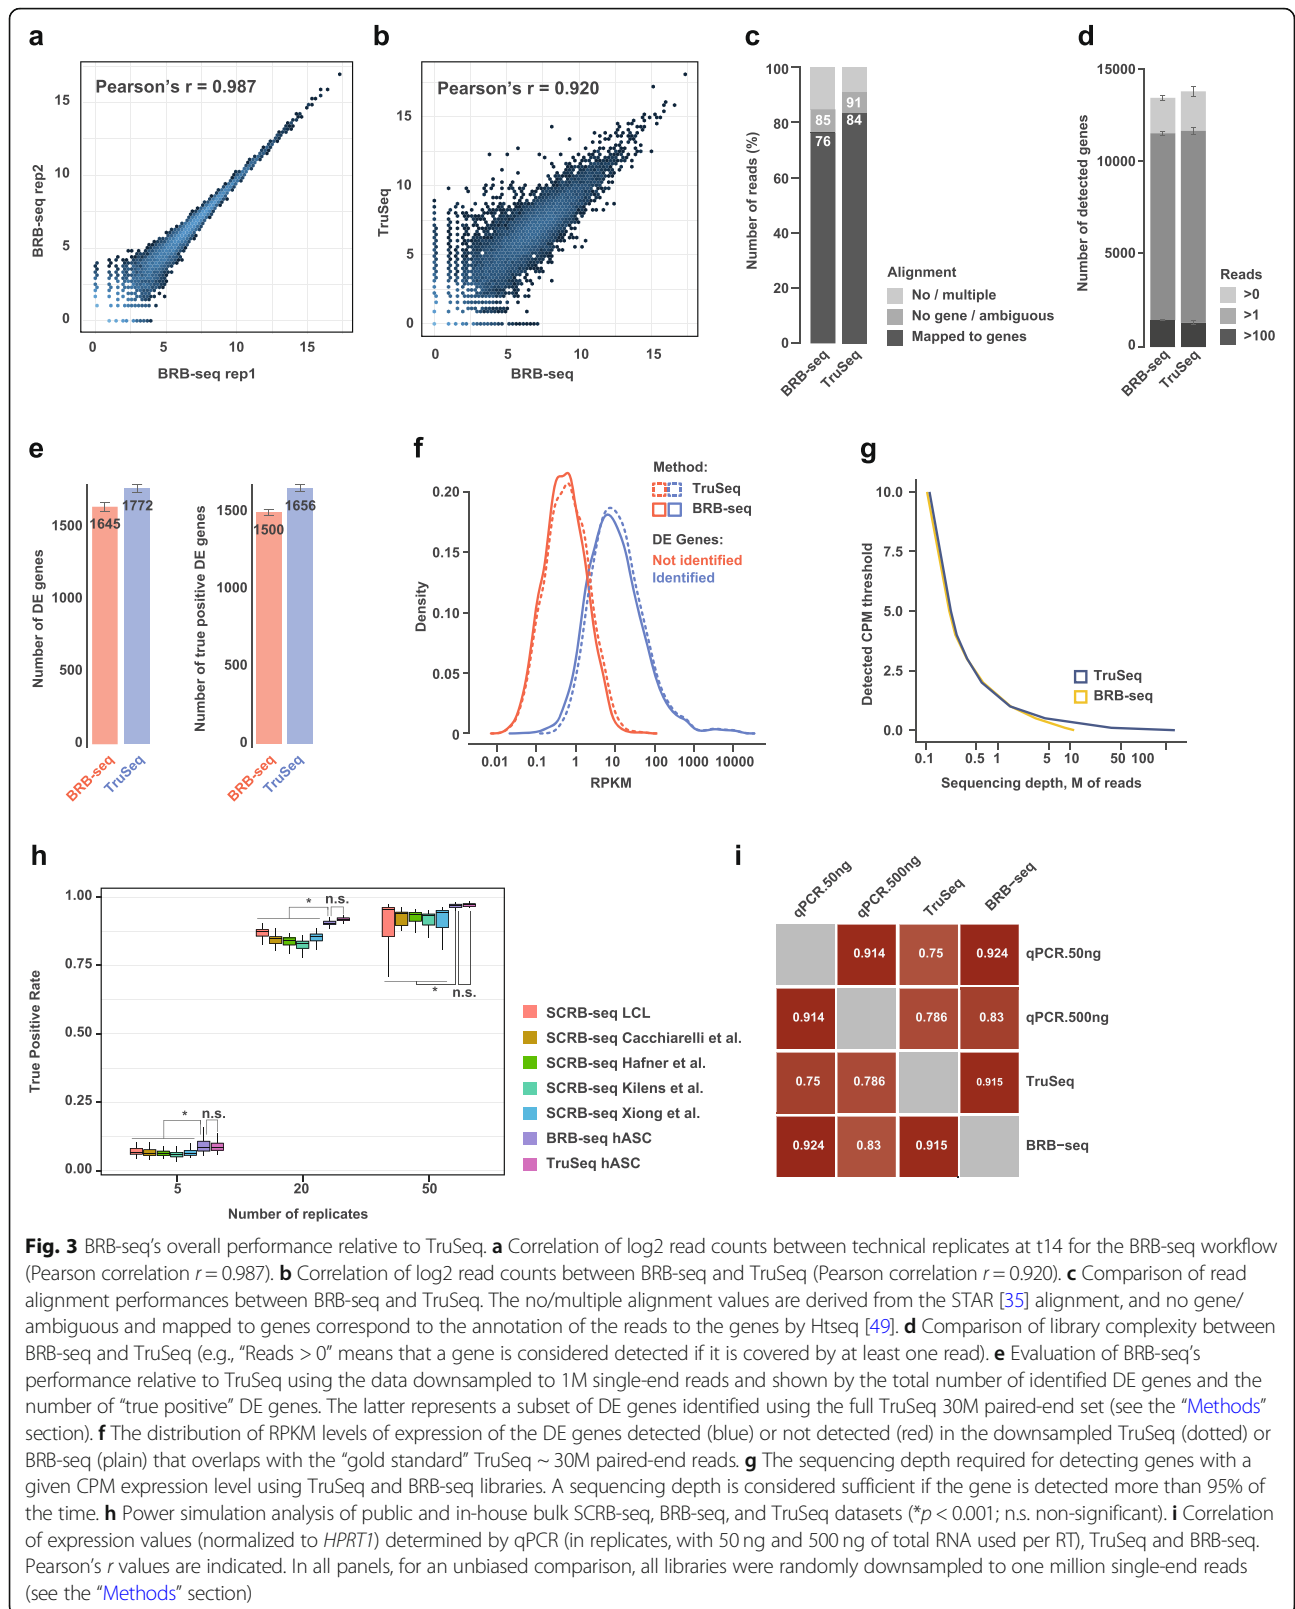 a
Pearson's r = 0.987
BRB-seq rep2
15
10
5
0
0 5 10 15
BRB-seq rep1
b
Pearson's r = 0.920
TruSeq
15
10
5
0
0 5 10 15
BRB-seq
c
Number of reads (%)
100
80
60
40
20
0
85
76
91
84
BRB-seq
TruSeq
Alignment
No / multiple
No gene / ambiguous
Mapped to genes
d
Number of detected genes
15000
10000
5000
0
BRB-seq
TruSeq
Reads
>0
>1
>100
e
Number of DE genes
1500
1000
500
0
1645
1772
BRB-seq
TruSeq
Number of true positive DE genes
1500
1000
500
0
1500
1656
BRB-seq
TruSeq
f
Density
0.20
0.15
0.10
0.05
0
0.01 0.1 1 10 100 1000 10000
RPKM
Method:
TruSeq
BRB-seq
DE Genes:
Not identified
Identified
g
Detected CPM threshold
10.0
7.5
5.0
2.5
0.0
0.1 0.5 1 5 10 50 100
Sequencing depth, M of reads
TruSeq
BRB-seq
h
True Positive Rate
1.00
0.75
0.50
0.25
0.00
* n.s.
* n.s.
* n.s.
5 20 50
Number of replicates
SCRB-seq LCL
SCRB-seq Cacchiarelli et al.
SCRB-seq Hafner et al.
SCRB-seq Kilens et al.
SCRB-seq Xiong et al.
BRB-seq hASC
TruSeq hASC
i
qPCR.50ng qPCR.500ng TruSeq BRB−seq
0.914 0.75 0.924 qPCR.50ng
0.914 0.786 0.83 qPCR.500ng
0.75 0.786 0.915 TruSeq
0.924 0.83 0.915 BRB−seq
Fig. 3 BRB-seq's overall performance relative to TruSeq. a Correlation of log2 read counts between technical replicates at t14 for the BRB-seq workflow
(Pearson correlation r = 0.987). b Correlation of log2 read counts between BRB-seq and TruSeq (Pearson correlation r = 0.920). c Comparison of read
alignment performances between BRB-seq and TruSeq. The no/multiple alignment values are derived from the STAR [35] alignment, and no gene/
ambiguous and mapped to genes correspond to the annotation of the reads to the genes by Htseq [49]. d Comparison of library complexity between
BRB-seq and TruSeq (e.g., “Reads > 0” means that a gene is considered detected if it is covered by at least one read). e Evaluation of BRB-seq's
performance relative to TruSeq using the data downsampled to 1M single-end reads and shown by the total number of identified DE genes and the
number of “true positive” DE genes. The latter represents a subset of DE genes identified using the full TruSeq 30M paired-end set (see the “Methods”
section). f The distribution of RPKM levels of expression of the DE genes detected (blue) or not detected (red) in the downsampled TruSeq (dotted) or
BRB-seq (plain) that overlaps with the “gold standard” TruSeq ~ 30M paired-end reads. g The sequencing depth required for detecting genes with a
given CPM expression level using TruSeq and BRB-seq libraries. A sequencing depth is considered sufficient if the gene is detected more than 95% of
the time. h Power simulation analysis of public and in-house bulk SCRB-seq, BRB-seq, and TruSeq datasets (*p < 0.001; n.s. non-significant). i Correlation
of expression values (normalized to HPRT1) determined by qPCR (in replicates, with 50 ng and 500 ng of total RNA used per RT), TruSeq and BRB-seq.
Pearson's r values are indicated. In all panels, for an unbiased comparison, all libraries were randomly downsampled to one million single-end reads
(see the “Methods” section)